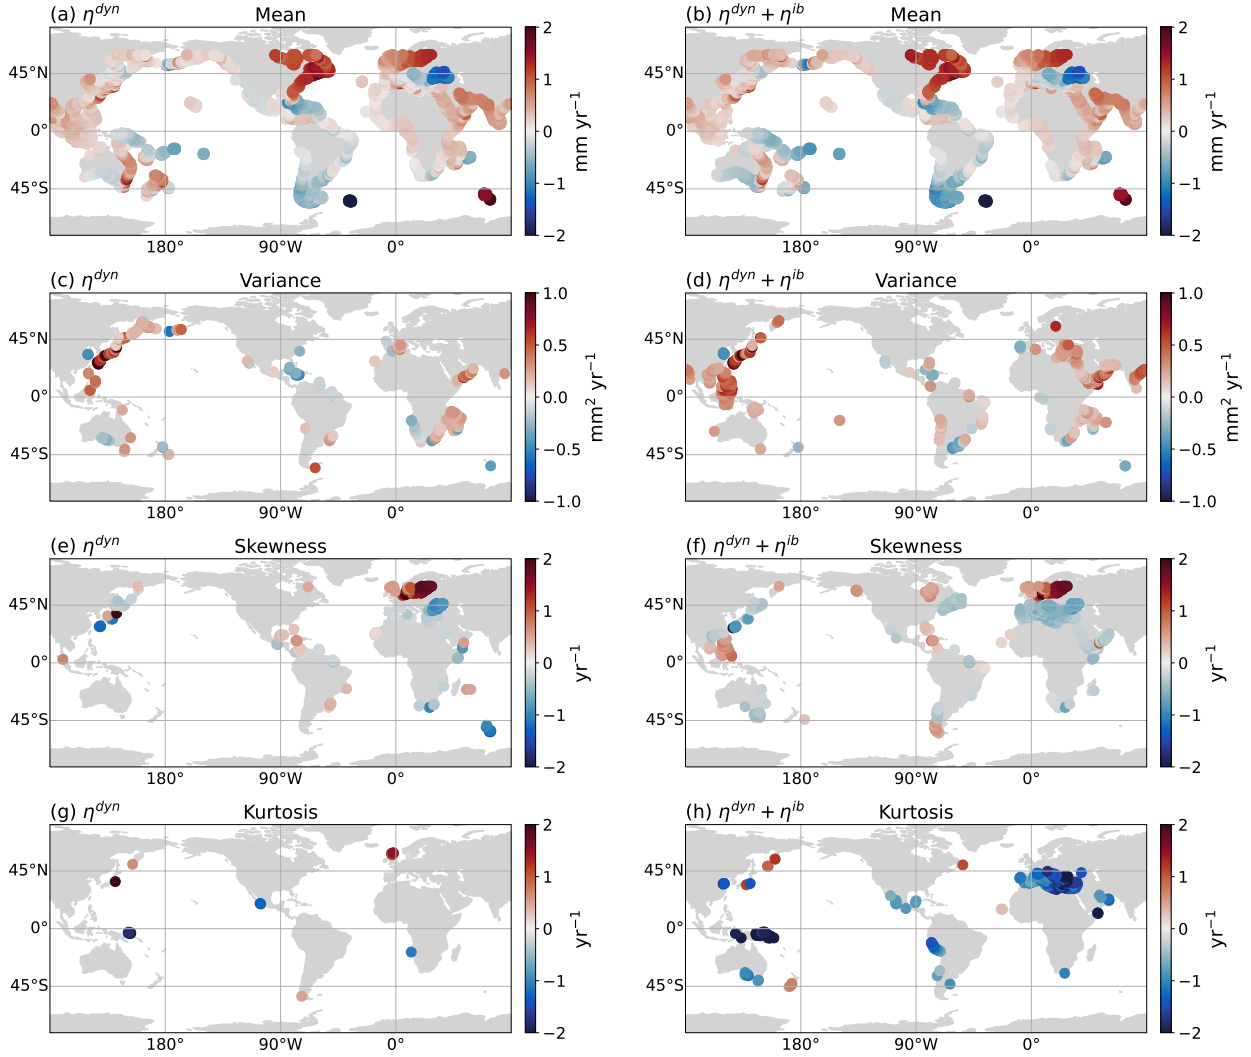 (a) η^dyn Mean
45°N
0°
45°S
180° 90°W 0°
2
1
0
−1
−2
mm yr⁻¹
(b) η^dyn + η^ib Mean
45°N
0°
45°S
180° 90°W 0°
2
1
0
−1
−2
mm yr⁻¹
(c) η^dyn Variance
45°N
0°
45°S
180° 90°W 0°
1.0
0.5
0.0
−0.5
−1.0
mm² yr⁻¹
(d) η^dyn + η^ib Variance
45°N
0°
45°S
180° 90°W 0°
1.0
0.5
0.0
−0.5
−1.0
mm² yr⁻¹
(e) η^dyn Skewness
45°N
0°
45°S
180° 90°W 0°
2
1
0
−1
−2
yr⁻¹
(f) η^dyn + η^ib Skewness
45°N
0°
45°S
180° 90°W 0°
2
1
0
−1
−2
yr⁻¹
(g) η^dyn Kurtosis
45°N
0°
45°S
180° 90°W 0°
2
1
0
−1
−2
yr⁻¹
(h) η^dyn + η^ib Kurtosis
45°N
0°
45°S
180° 90°W 0°
2
1
0
−1
−2
yr⁻¹